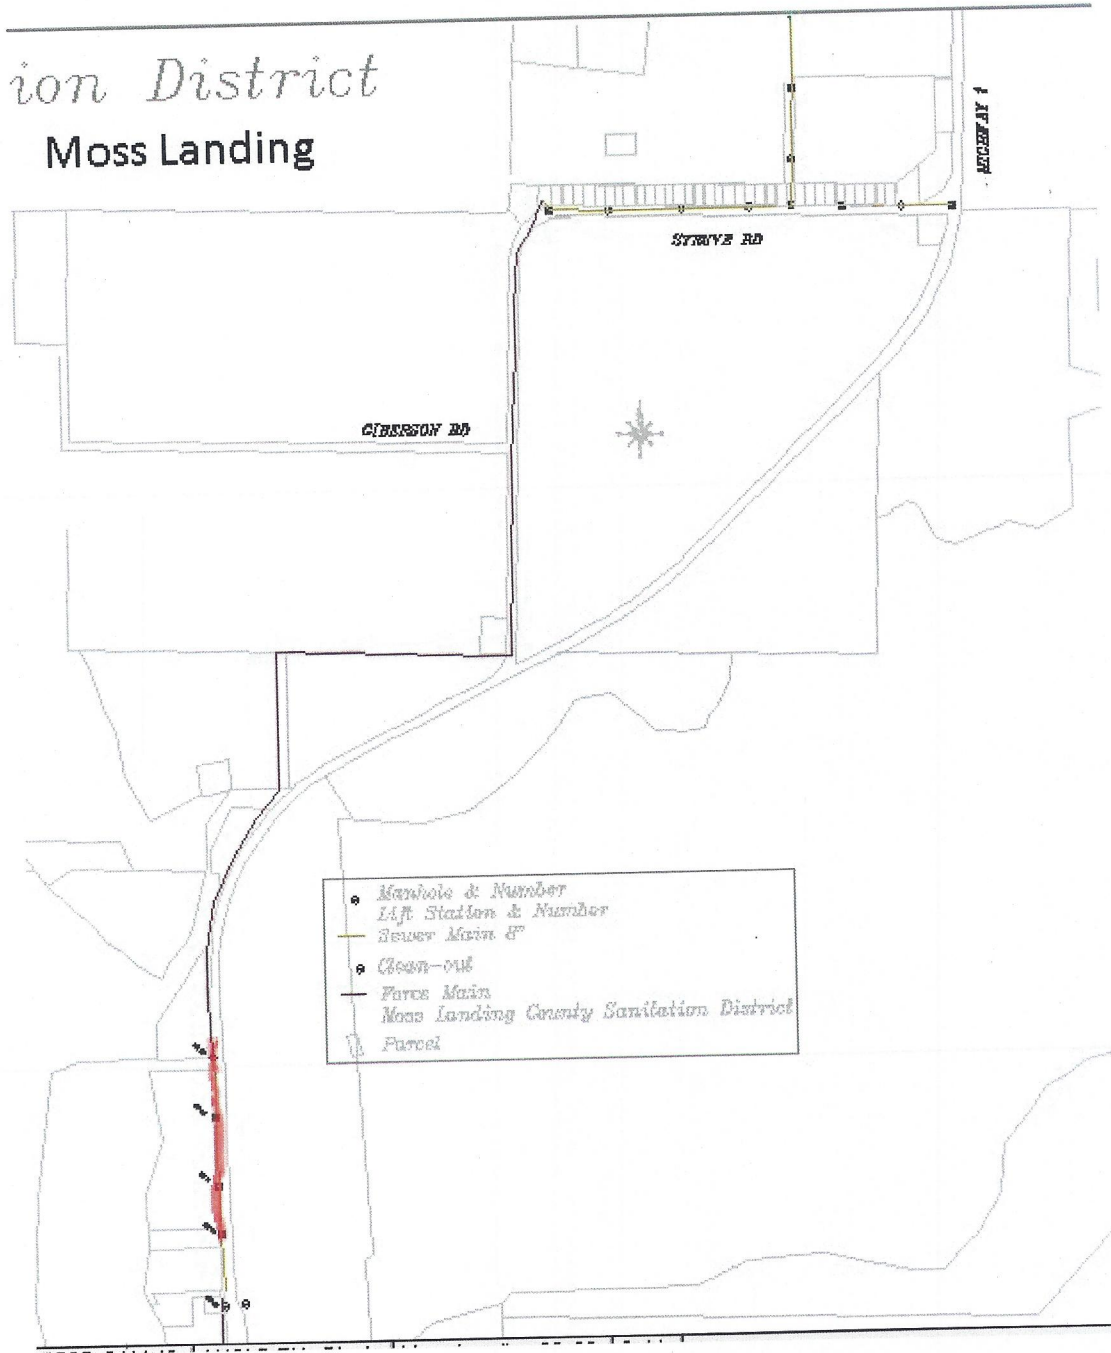 ion District
Moss Landing
HIGHWAY 1
STRUVE RD
GIBERSON RD
Manhole & Number
Lift Station & Number
Sewer Main 8"
Clean-out
Force Main
Moss Landing County Sanitation District
Parcel